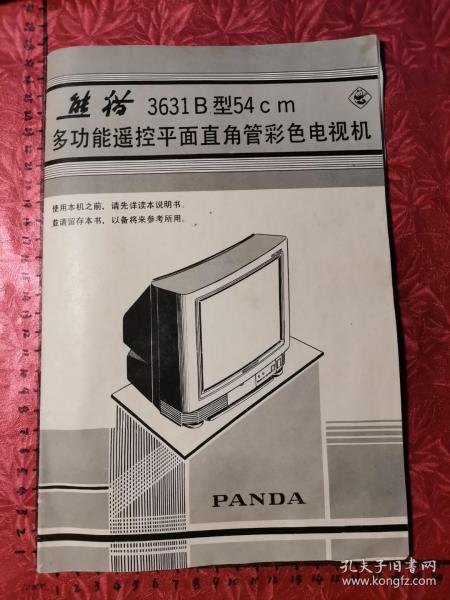 熊猫 3631B型54cm
多功能遥控平面直角管彩色电视机
使用本机之前，请先详读本说明书。
并请留存本书，以备将来参考所用。
PANDA
孔夫子旧书网
www.kongfz.com